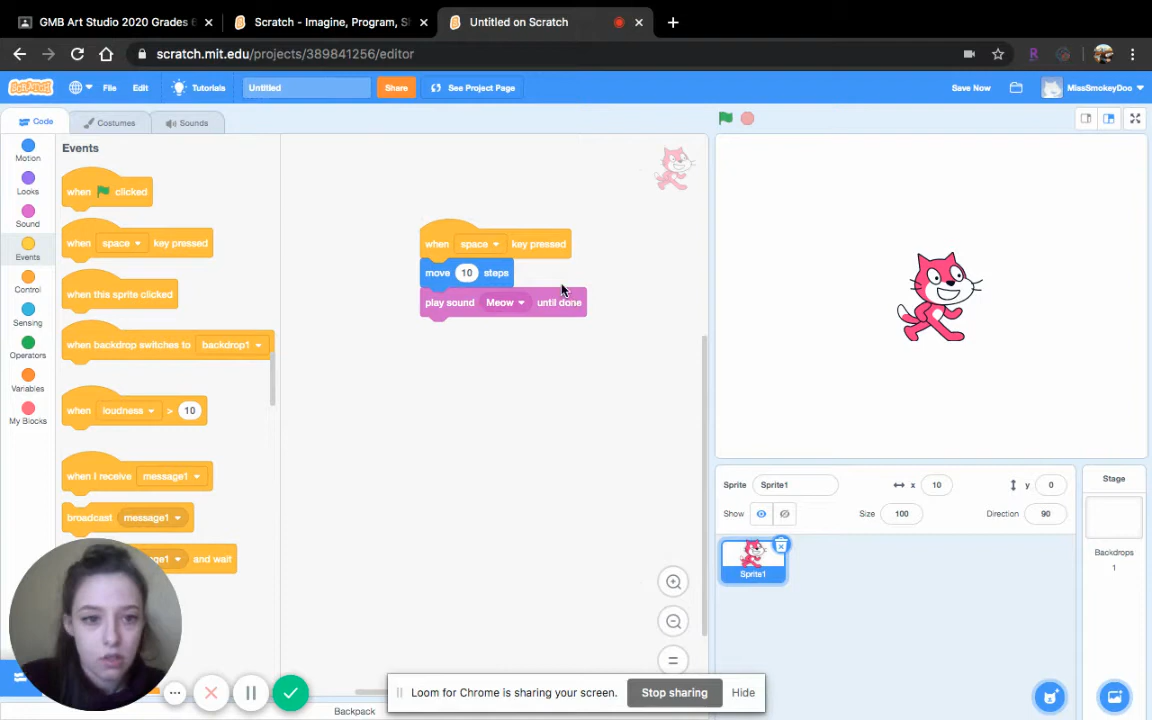 GMB Art Studio 2020 Grades 6
Scratch - Imagine, Program, S
Untitled on Scratch
scratch.mit.edu/projects/389841256/editor
SCRATCH
File
Edit
Tutorials
Untitled
Share
See Project Page
Save Now
MissSmokeyDoo
Code
Costumes
Sounds
Motion
Looks
Sound
Events
Control
Sensing
Operators
Variables
My Blocks
Events
when clicked
when space key pressed
when this sprite clicked
when backdrop switches to backdrop1
when loudness > 10
when I receive message1
broadcast message1
and wait
when space key pressed
move 10 steps
play sound Meow until done
Sprite Sprite1 x 10 y 0
Show Size 100 Direction 90
Sprite1
Stage
Backdrops
1
Loom for Chrome is sharing your screen. Stop sharing Hide
Backpack